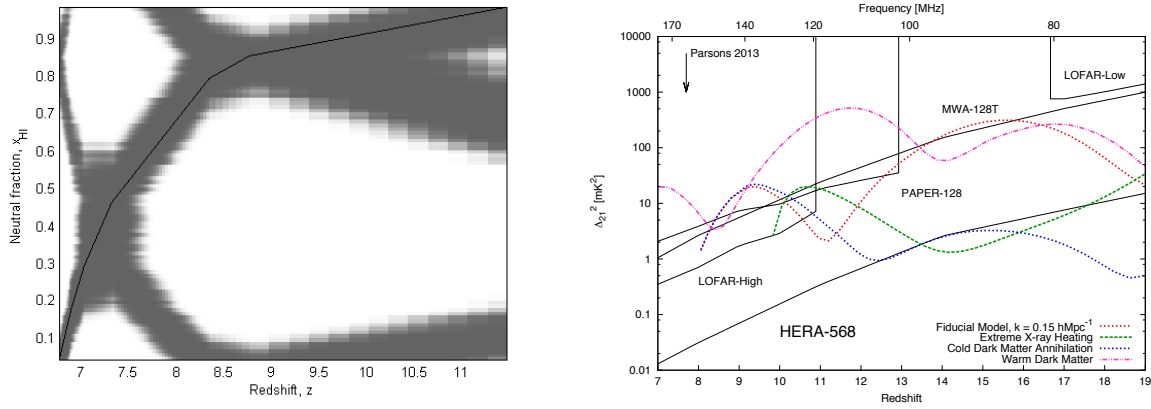 Neutral fraction, x_HI
0.9
0.8
0.7
0.6
0.5
0.4
0.3
0.2
0.1
7 7.5 8 8.5 9 9.5 10 10.5 11
Redshift, z
Frequency [MHz]
170 140 120 100 80
Δ₂₁² [mK²]
10000
1000
100
10
1
0.1
0.01
Parsons 2013
LOFAR-Low
MWA-128T
PAPER-128
LOFAR-High
HERA-568
Fiducial Model, k = 0.15 hMpc⁻¹
Extreme X-ray Heating
Cold Dark Matter Annihilation
Warm Dark Matter
7 8 9 10 11 12 13 14 15 16 17 18 19
Redshift